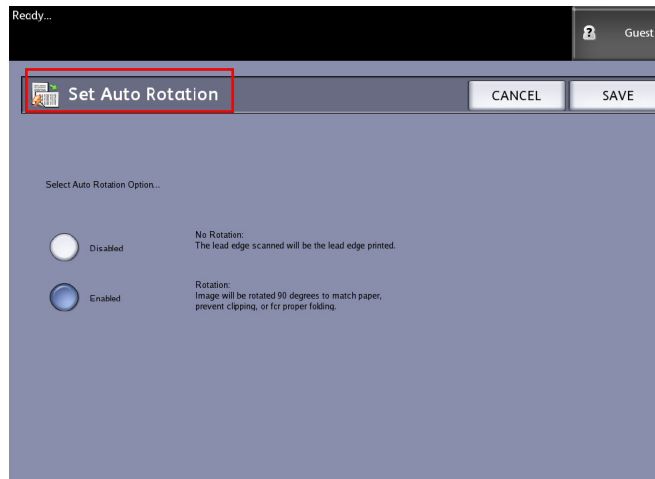 Ready...
Guest
Set Auto Rotation
CANCEL
SAVE
Select Auto Rotation Option...
Disabled
No Rotation:
The lead edge scanned will be the lead edge printed.
Enabled
Rotation:
Image will be rotated 90 degrees to match paper,
prevent clipping, or fcr proper folding.